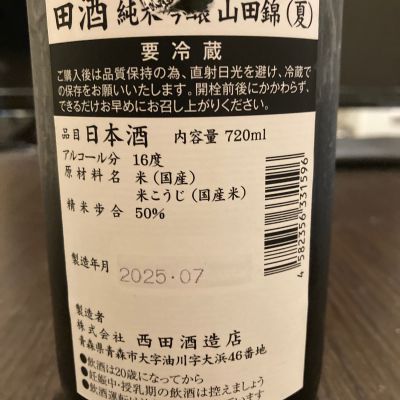 田酒 純米吟醸 山田錦(夏)
要冷蔵
ご購入後は品質保持の為、直射日光を避け、冷蔵で
の保存をお願いいたします。開栓前後にかかわらず、
できるだけお早めにお召し上がりください。
品目 日本酒 内容量 720ml
アルコール分 16度
原材料名 米(国産)
米こうじ(国産米)
精米歩合 50%
4 582356 331596
製造年月 2025・07
製造者
株式会社 西田酒造店
青森県青森市大字油川字大浜46番地
●飲酒は20歳になってから
●妊娠中・授乳期の飲酒は控えましょう